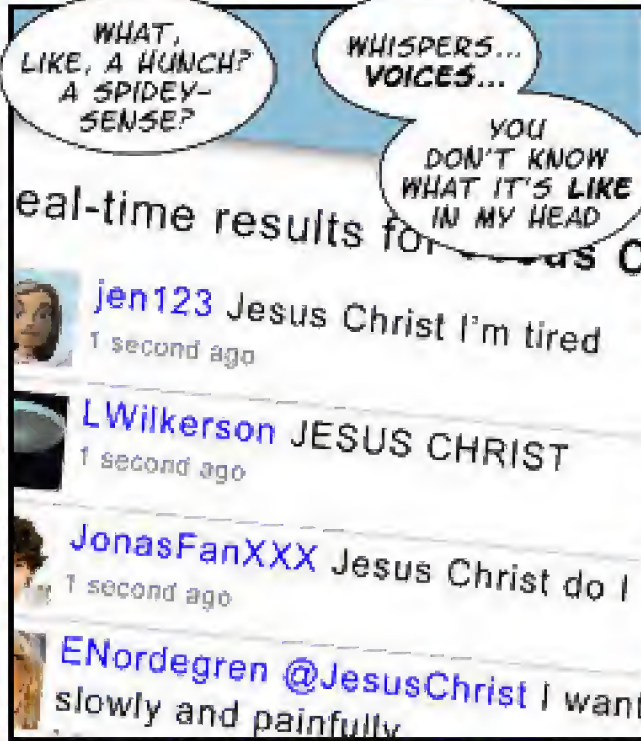 WHAT,
LIKE, A HUNCH?
A SPIDEY-
SENSE?
WHISPERS...
VOICES...
YOU
DON'T KNOW
WHAT IT'S LIKE
IN MY HEAD
eal-time results for
jen123 Jesus Christ I'm tired
1 second ago
LWilkerson JESUS CHRIST
1 second ago
JonasFanXXX Jesus Christ do I
1 second ago
ENordegren @JesusChrist I want
slowly and painfully